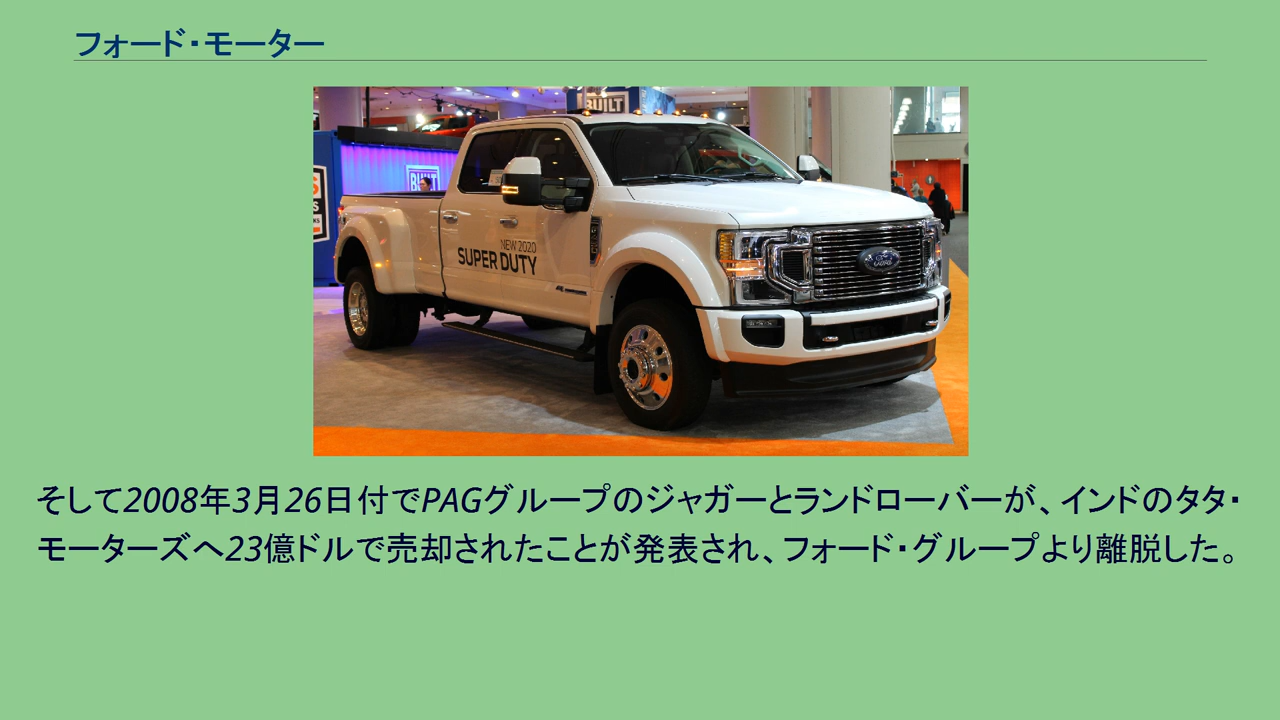 フォード・モーター
BUILT
BUILT
NEW 2020
SUPER DUTY
Ford
そして2008年3月26日付でPAGグループのジャガーとランドローバーが、インドのタタ・
モーターズへ23億ドルで売却されたことが発表され、フォード・グループより離脱した。